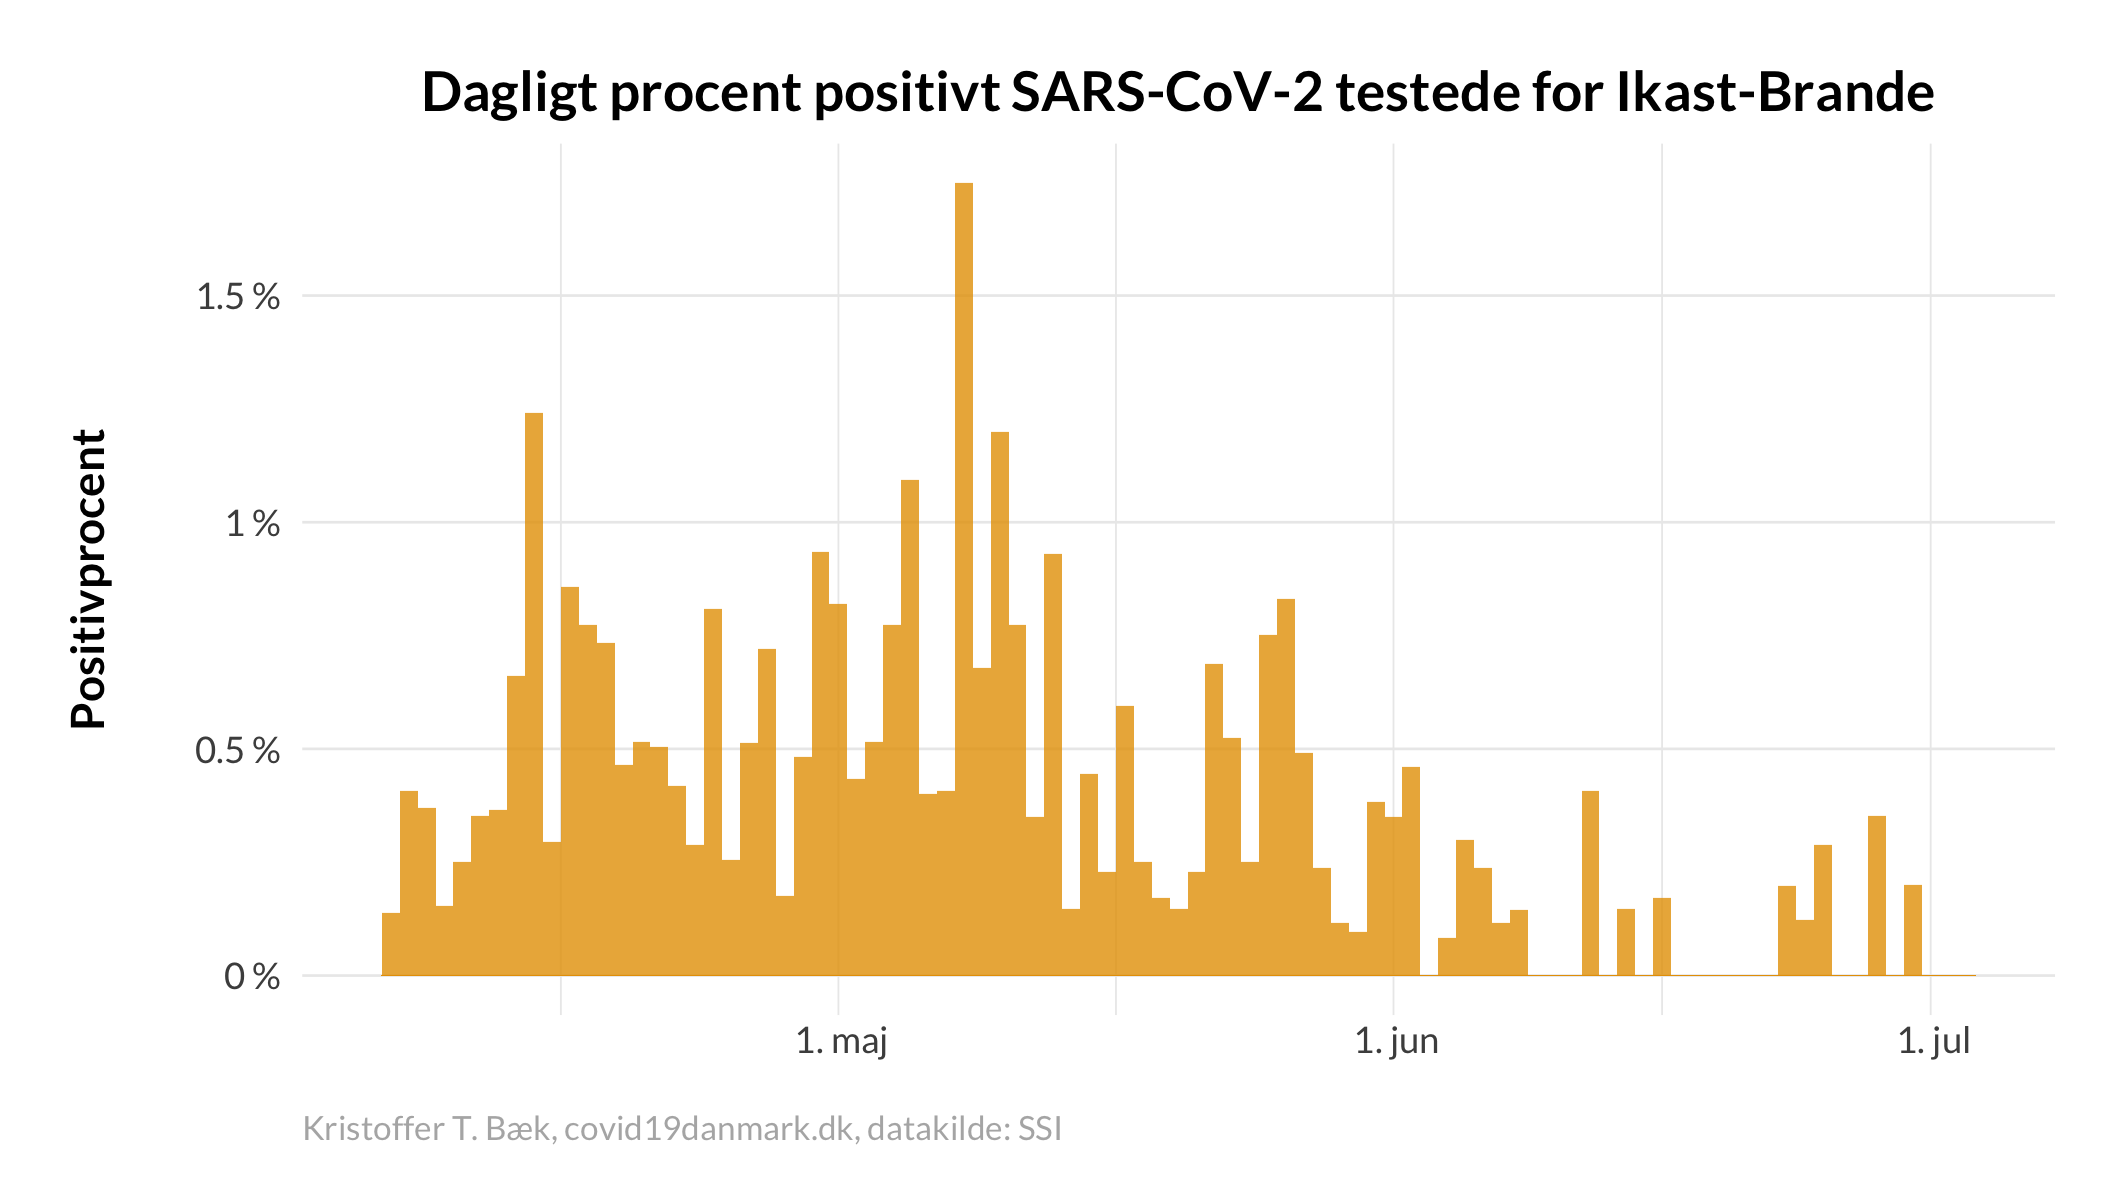 Dagligt procent positivt SARS-CoV-2 testede for Ikast-Brande
Positivprocent
1.5 %
1 %
0.5 %
0 %
1. maj
1. jun
1. jul
Kristoffer T. Bæk, covid19danmark.dk, datakilde: SSI